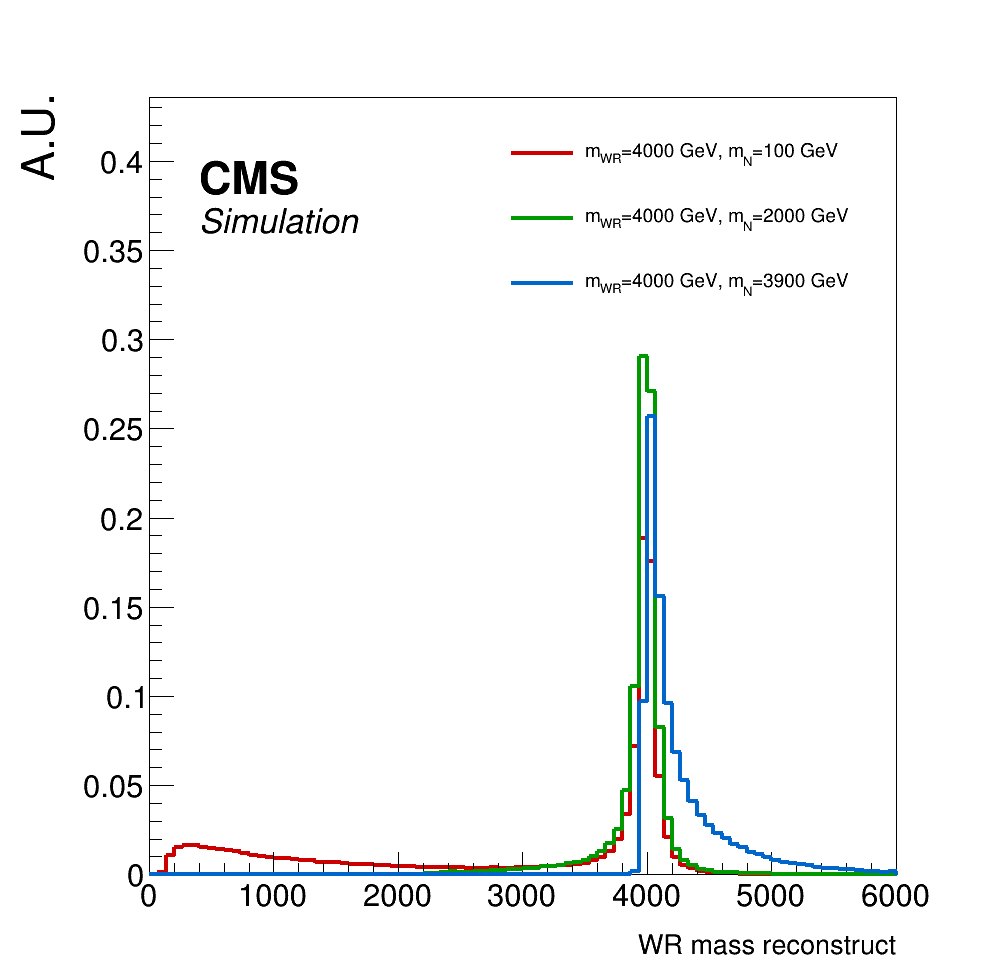 A.U.
CMS
Simulation
m_WR=4000 GeV, m_N=100 GeV
m_WR=4000 GeV, m_N=2000 GeV
m_WR=4000 GeV, m_N=3900 GeV
0.4
0.35
0.3
0.25
0.2
0.15
0.1
0.05
0
0 1000 2000 3000 4000 5000 6000
WR mass reconstruct